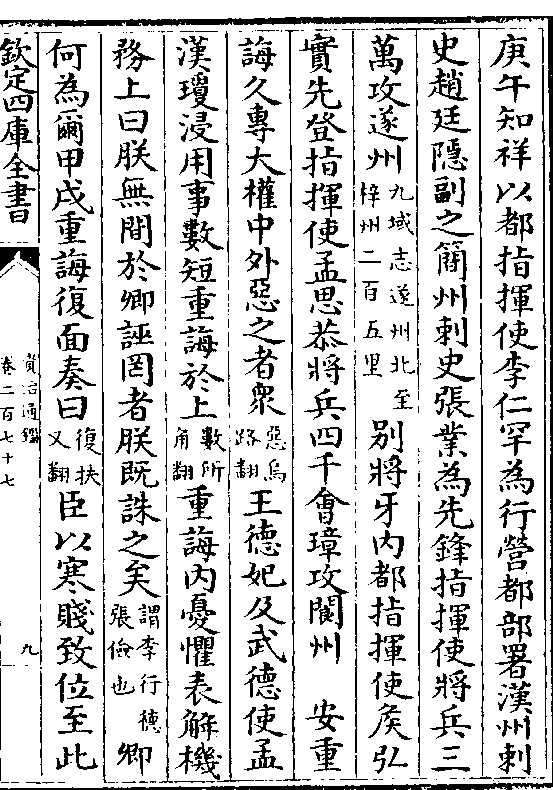 庚午知祥以都指揮使李仁罕為行營都部署漢州刺
史趙廷隱副之簡州刺史張業為先鋒指揮使將兵三
萬攻遂州九域志遂州北至梓州二百五里別將牙內都指揮使侯弘
實先登指揮使孟思恭將兵四千會璋攻閬州　安重
誨久專大權中外惡之者衆惡烏路翻王德妃及武德使孟
漢瓊浸用事數短重誨於上數所角翻重誨內憂懼表解機
務上曰朕無間於卿誣罔者朕既誅之矣謂李行德張儉也卿
何為爾甲戌重誨復面奏曰復扶又翻臣以寒賤致位至此
欽定四庫全書
資治通鑑
卷二百七十七
九